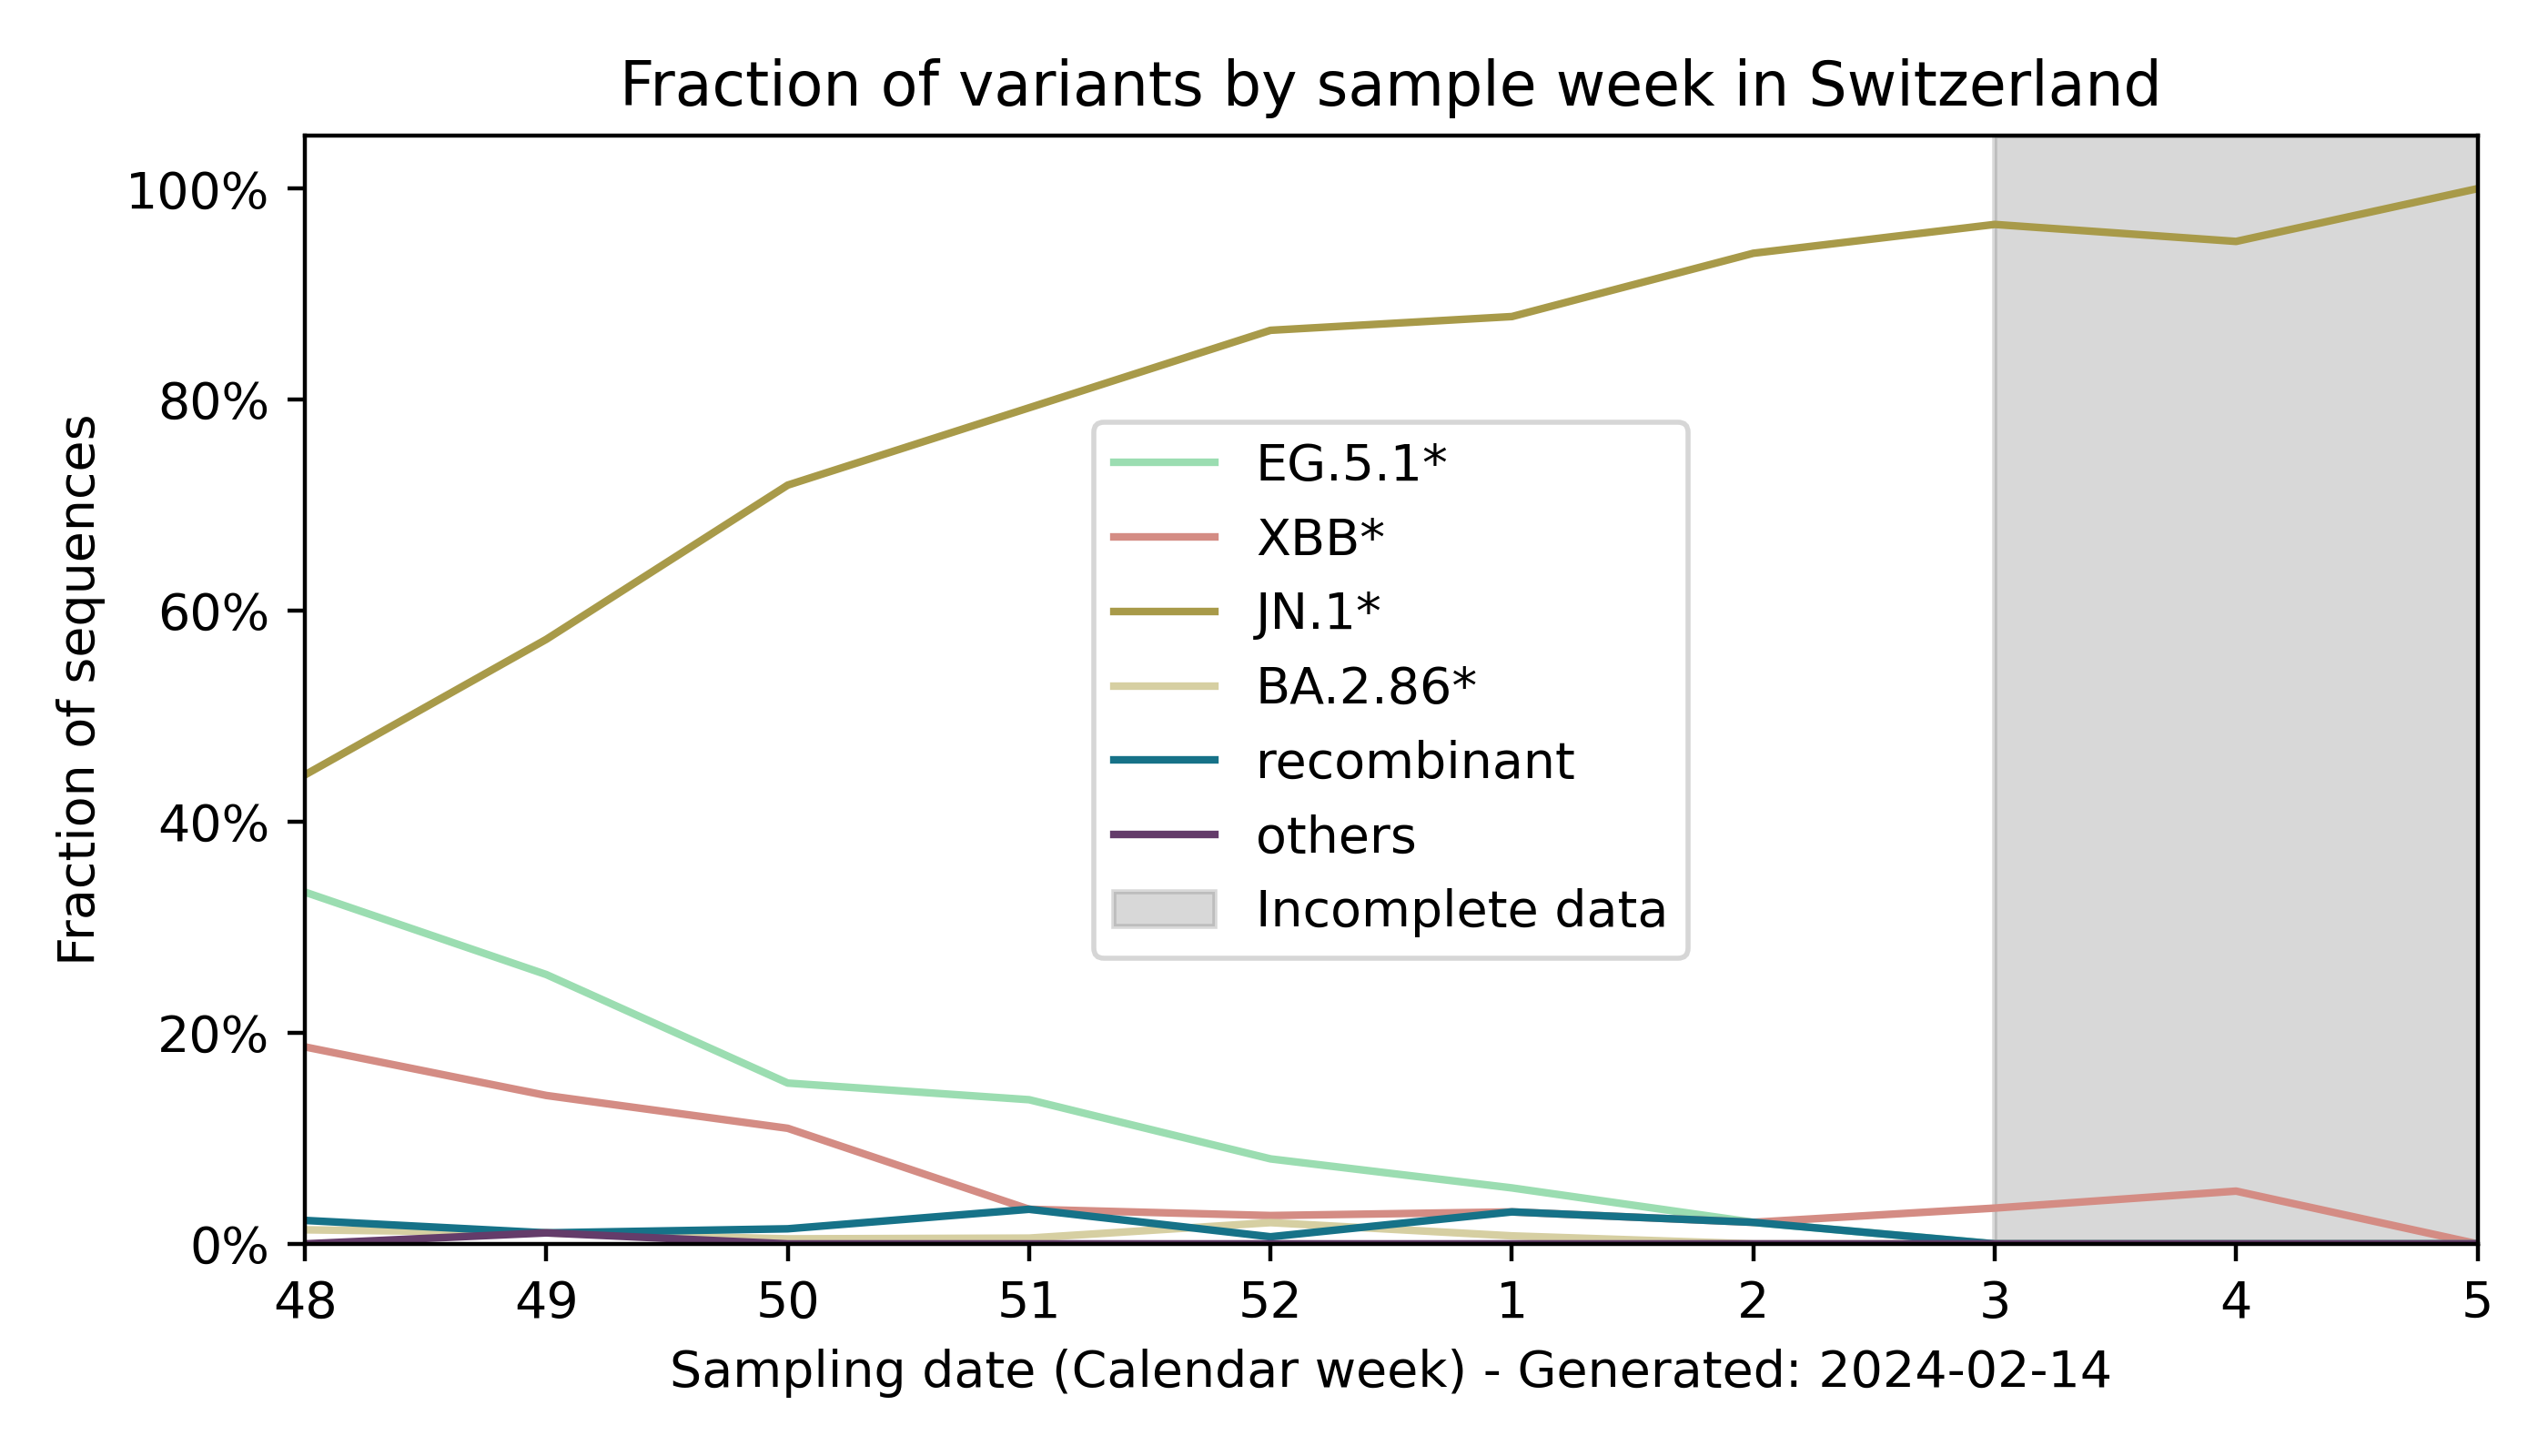 Fraction of variants by sample week in Switzerland
Fraction of sequences
100%
80%
60%
40%
20%
0%
EG.5.1*
XBB*
JN.1*
BA.2.86*
recombinant
others
Incomplete data
48 49 50 51 52 1 2 3 4 5
Sampling date (Calendar week) - Generated: 2024-02-14